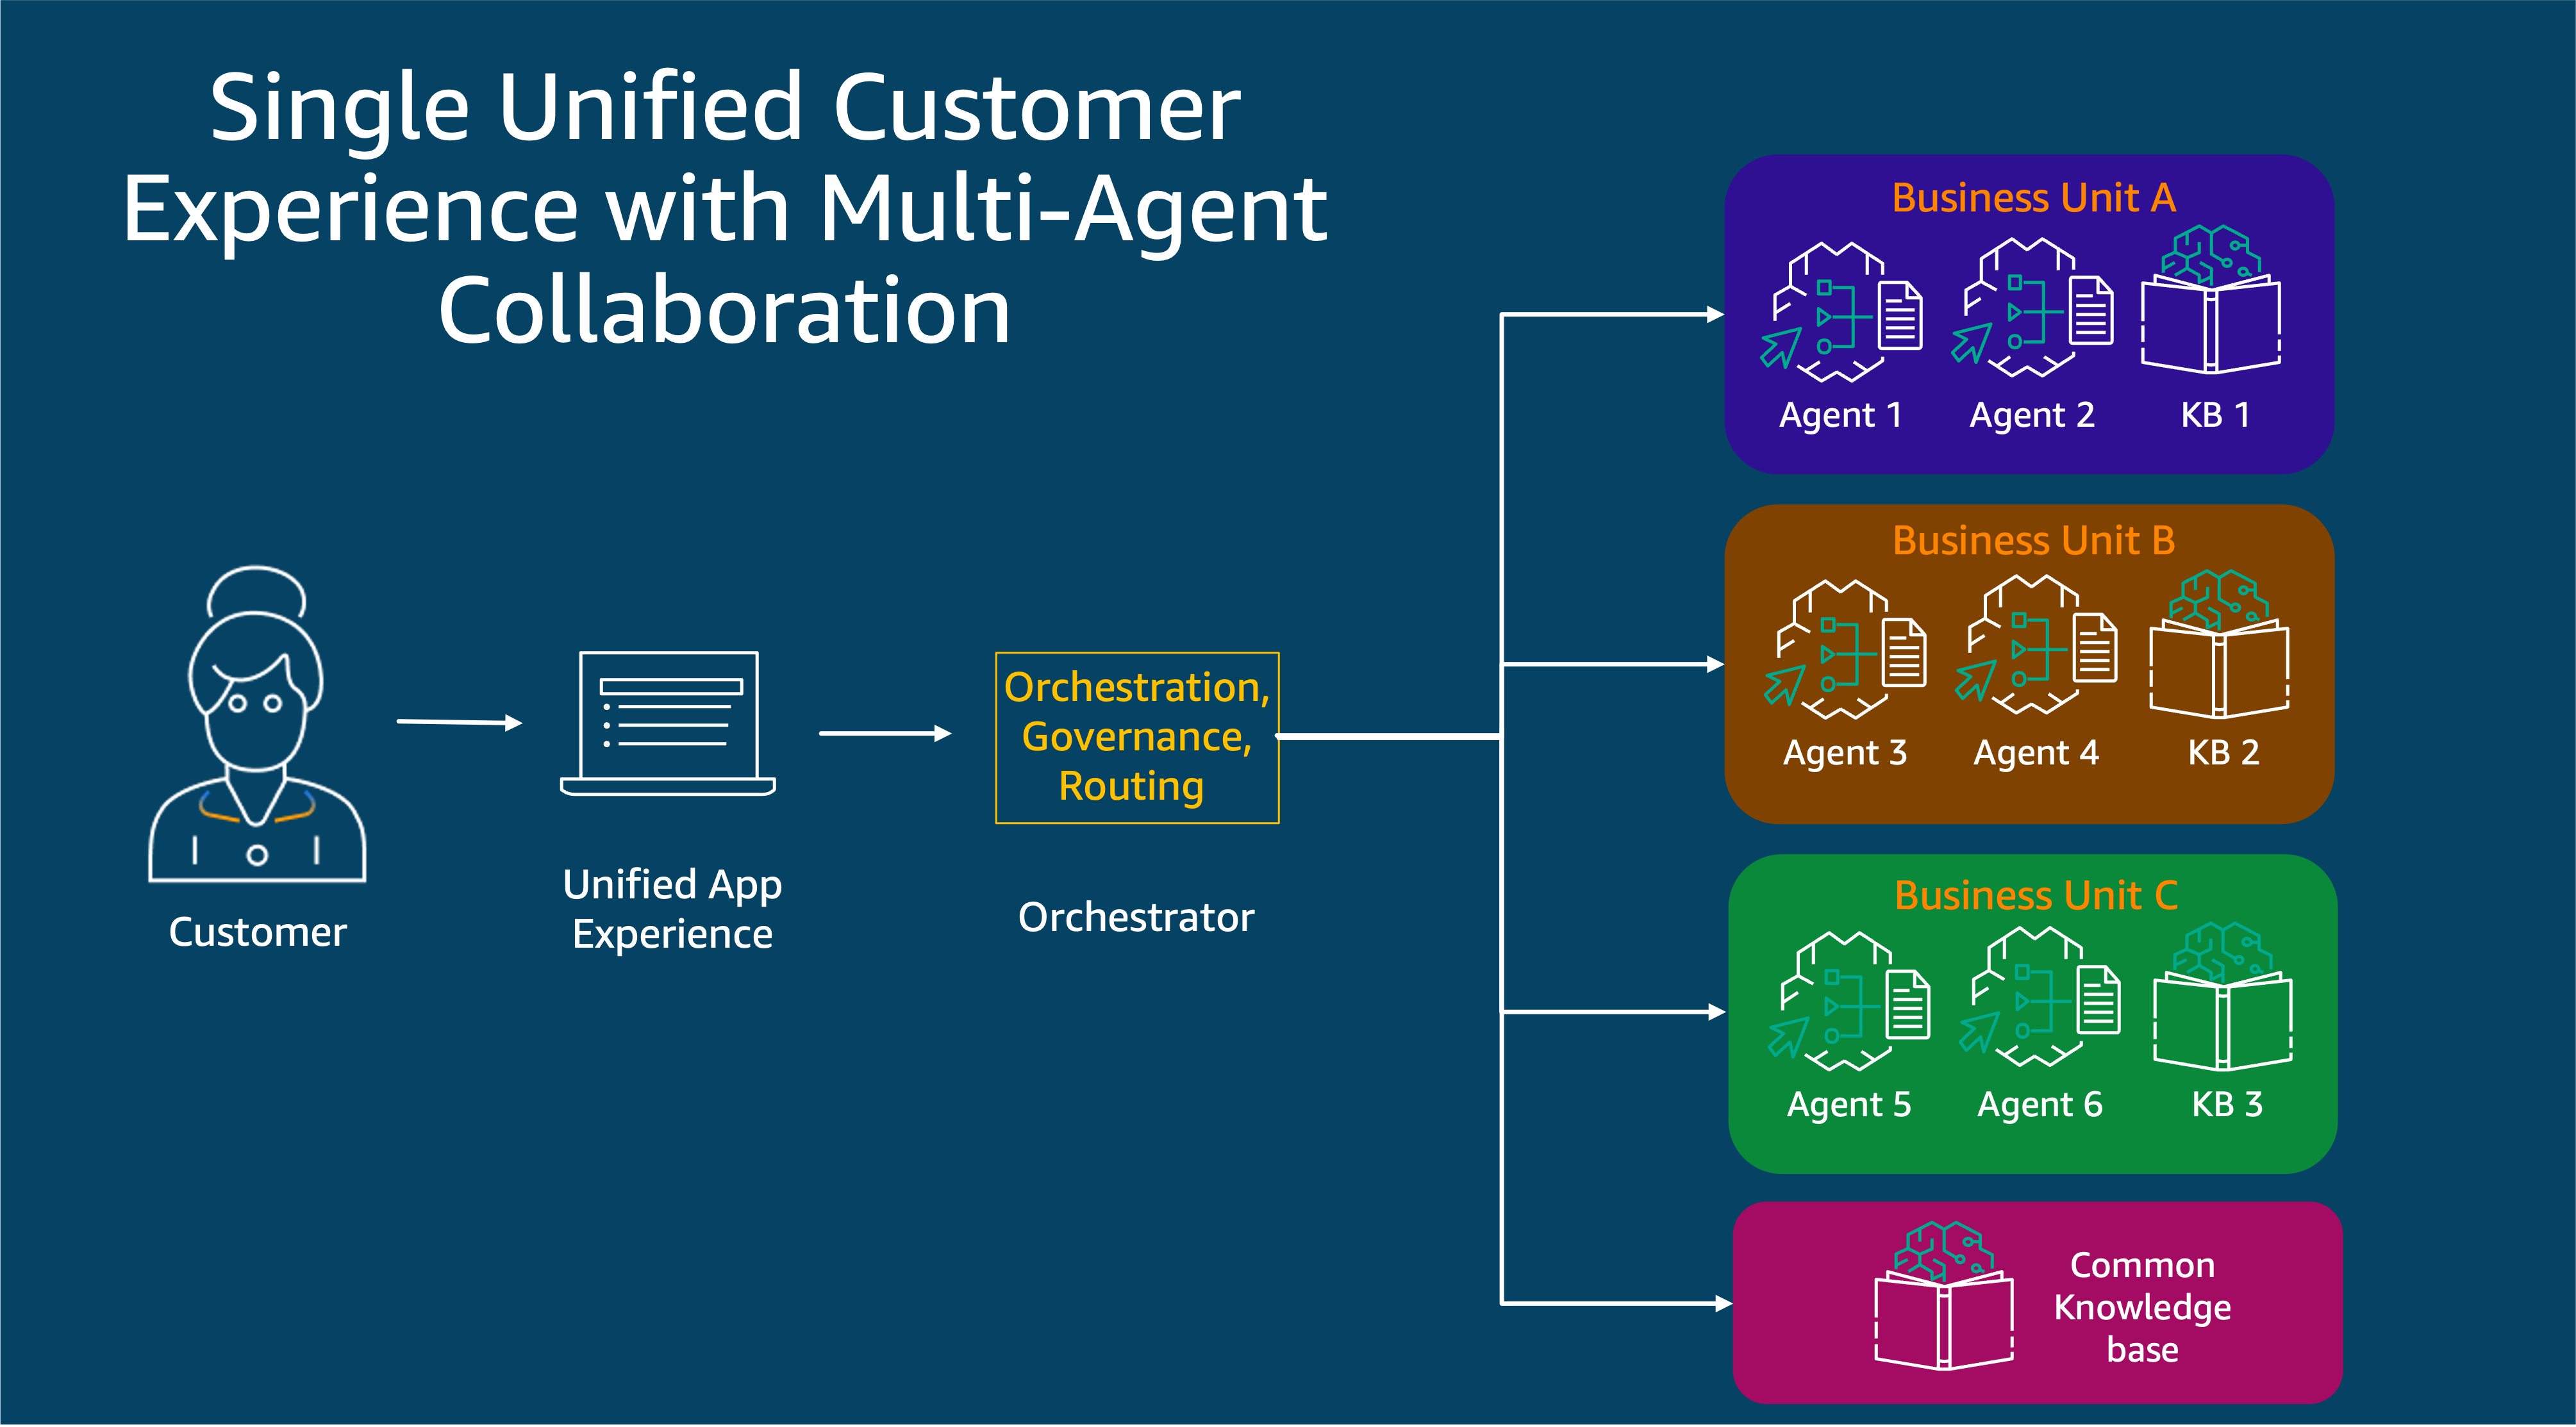 Single Unified Customer
Experience with Multi-Agent
Collaboration
Customer
Unified App
Experience
Orchestration,
Governance,
Routing
Orchestrator
Business Unit A
Agent 1
Agent 2
KB 1
Business Unit B
Agent 3
Agent 4
KB 2
Business Unit C
Agent 5
Agent 6
KB 3
Common
Knowledge
base